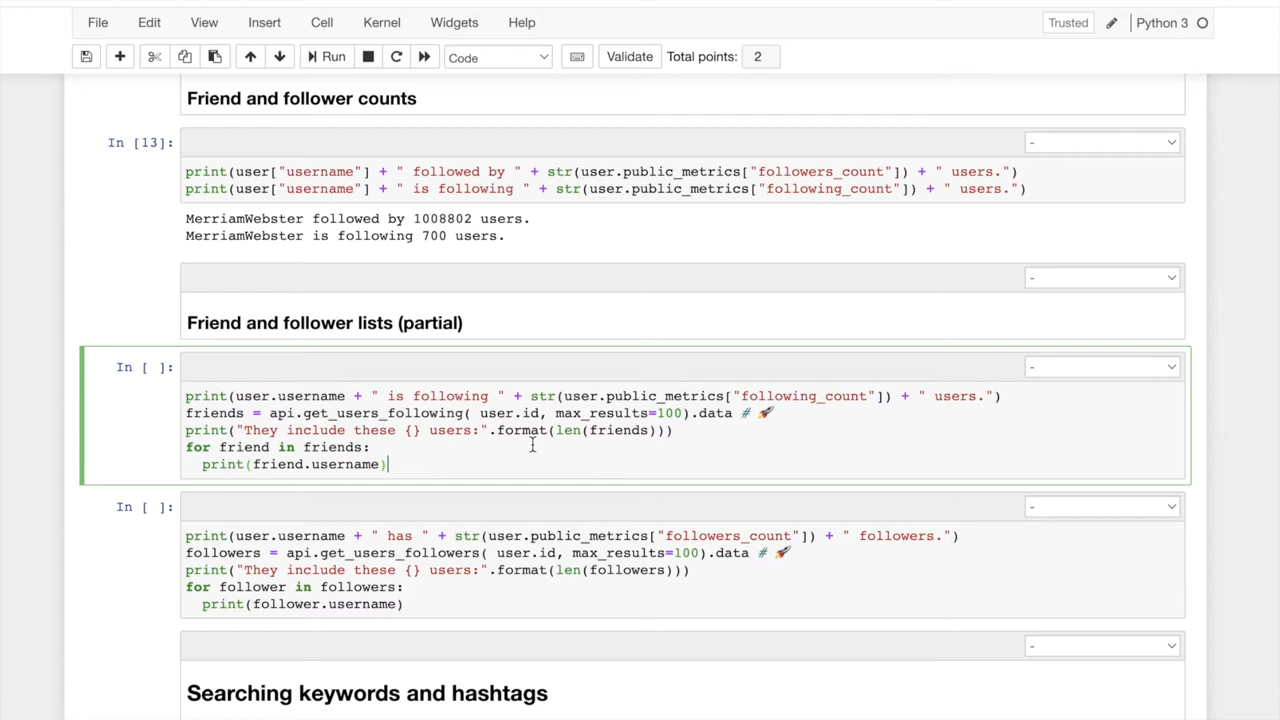 File Edit View Insert Cell Kernel Widgets Help Trusted Python 3
Run Code Validate Total points: 2
Friend and follower counts
In [13]: -
print(user["username"] + " followed by " + str(user.public_metrics["followers_count"]) + " users.")
print(user["username"] + " is following " + str(user.public_metrics["following_count"]) + " users.")
MerriamWebster followed by 1008802 users.
MerriamWebster is following 700 users.
-
Friend and follower lists (partial)
In [ ]: -
print(user.username + " is following " + str(user.public_metrics["following_count"]) + " users.")
friends = api.get_users_following( user.id, max_results=100).data # 🚀
print("They include these {} users:".format(len(friends)))
for friend in friends:
  print(friend.username)
In [ ]: -
print(user.username + " has " + str(user.public_metrics["followers_count"]) + " followers.")
followers = api.get_users_followers( user.id, max_results=100).data # 🚀
print("They include these {} users:".format(len(followers)))
for follower in followers:
  print(follower.username)
-
Searching keywords and hashtags